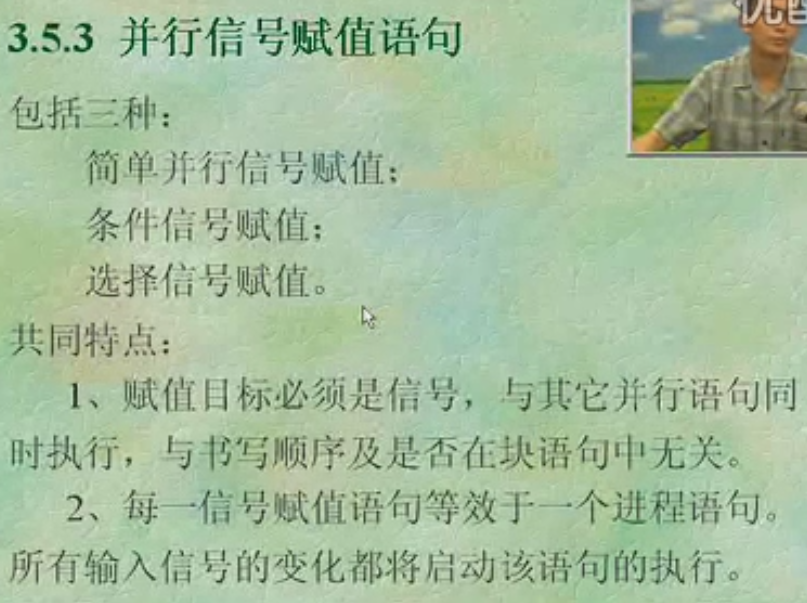 优酷
3.5.3 并行信号赋值语句
包括三种：
简单并行信号赋值；
条件信号赋值；
选择信号赋值。
共同特点：
1、赋值目标必须是信号，与其它并行语句同
时执行，与书写顺序及是否在块语句中无关。
2、每一信号赋值语句等效于一个进程语句。
所有输入信号的变化都将启动该语句的执行。